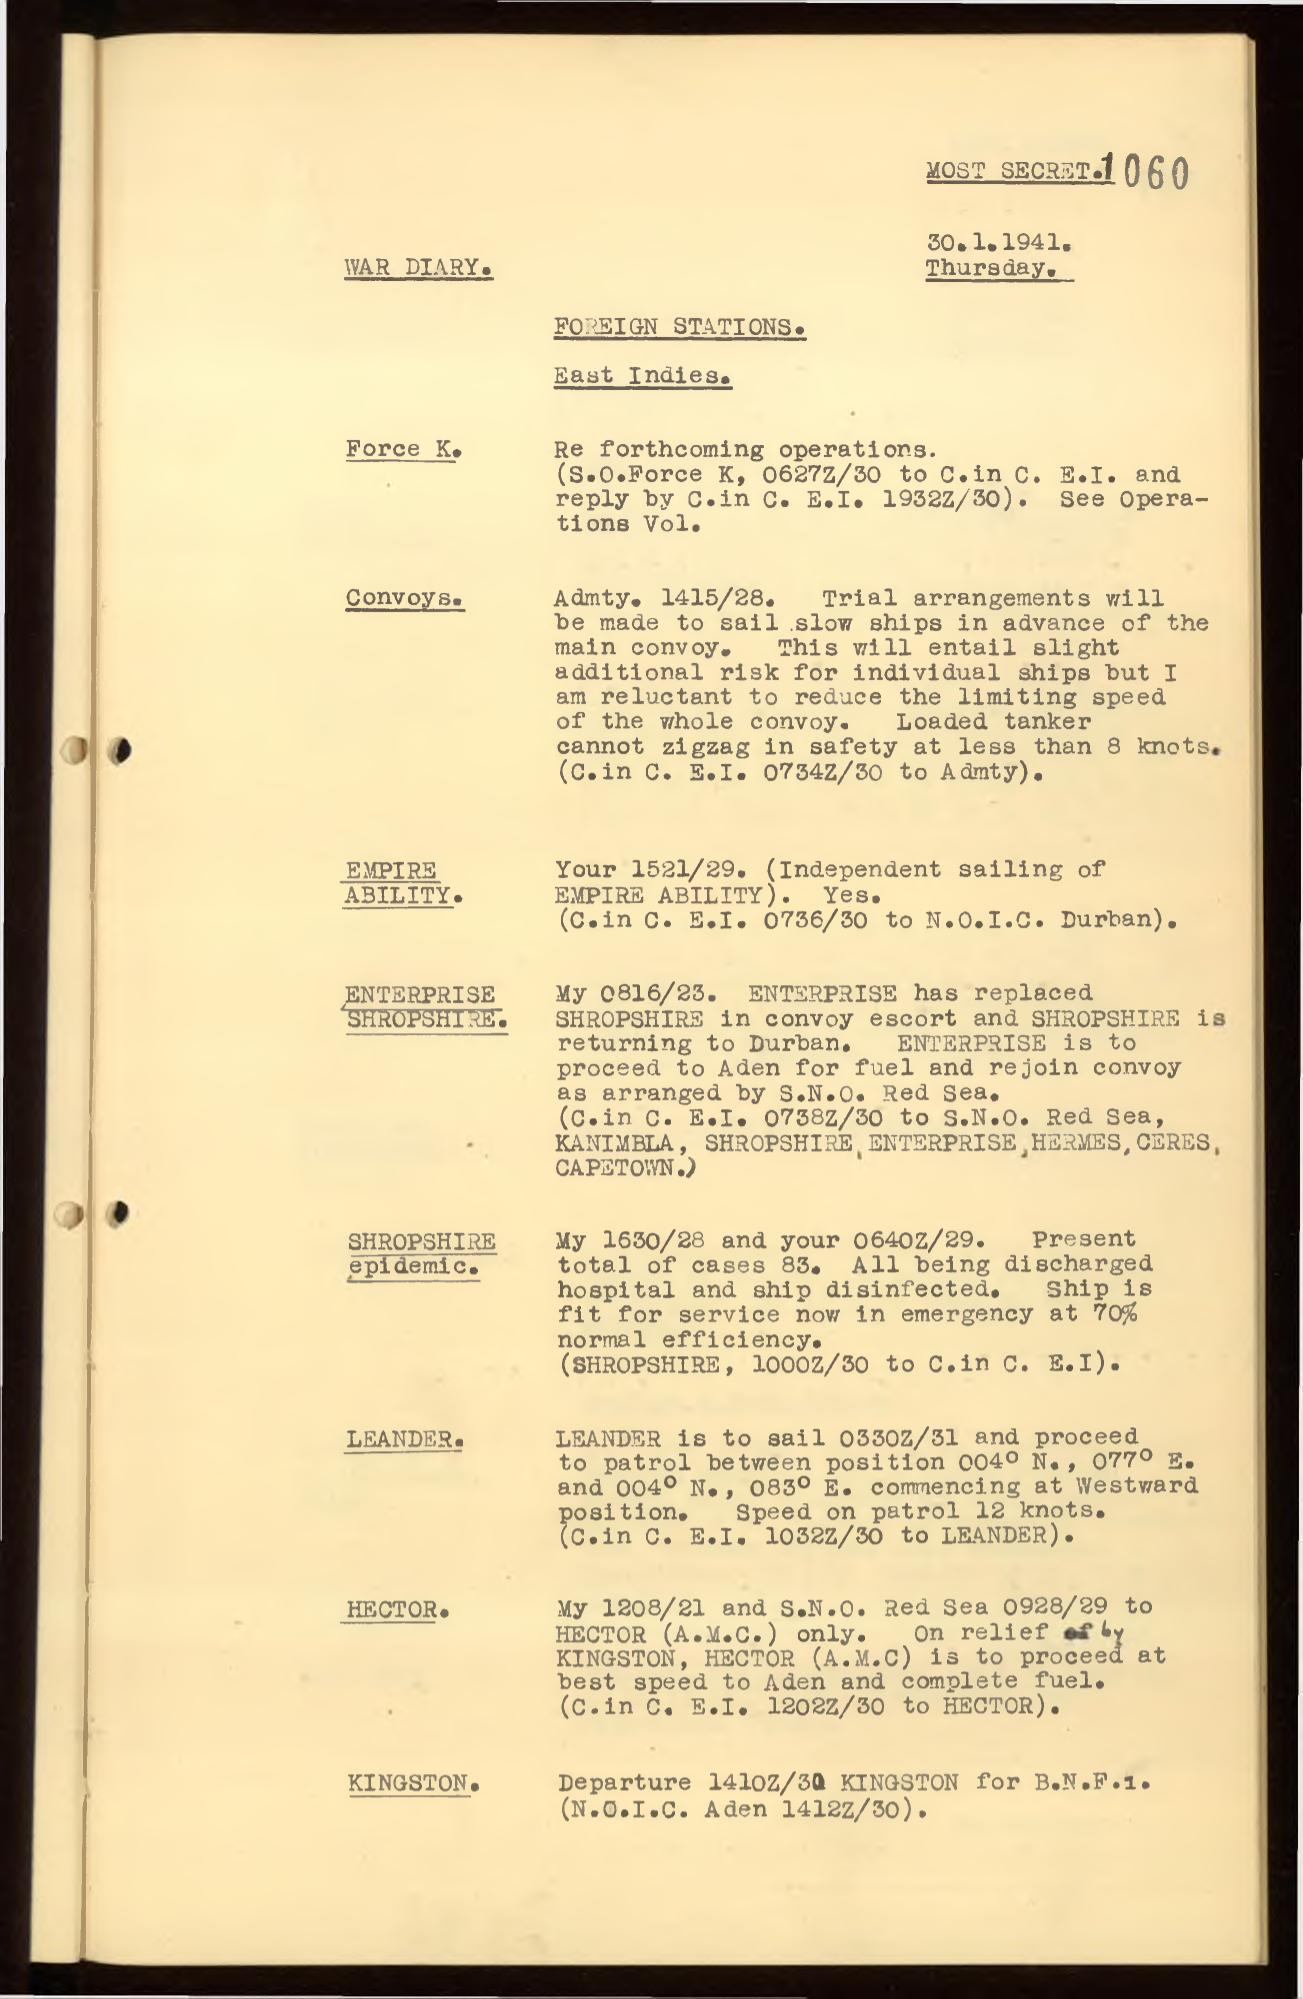 MOST SECRET. 1060
30.1.1941.
WAR DIARY. Thursday.
FOREIGN STATIONS.
East Indies.
Force K. Re forthcoming operations.
(S.O.Force K, 0627Z/30 to C.in C. E.I. and
reply by C.in C. E.I. 1932Z/30). See Opera-
tions Vol.
Convoys. Admty. 1415/28. Trial arrangements will
be made to sail slow ships in advance of the
main convoy. This will entail slight
additional risk for individual ships but I
am reluctant to reduce the limiting speed
of the whole convoy. Loaded tanker
cannot zigzag in safety at less than 8 knots.
(C.in C. E.I. 0734Z/30 to Admty).
EMPIRE Your 1521/29. (Independent sailing of
ABILITY. EMPIRE ABILITY). Yes.
(C.in C. E.I. 0736/30 to N.O.I.C. Durban).
ENTERPRISE My 0816/23. ENTERPRISE has replaced
SHROPSHIRE. SHROPSHIRE in convoy escort and SHROPSHIRE is
returning to Durban. ENTERPRISE is to
proceed to Aden for fuel and rejoin convoy
as arranged by S.N.O. Red Sea.
(C.in C. E.I. 0738Z/30 to S.N.O. Red Sea,
KANIMBLA, SHROPSHIRE, ENTERPRISE, HERMES, CERES,
CAPETOWN.)
SHROPSHIRE My 1630/28 and your 0640Z/29. Present
epidemic. total of cases 83. All being discharged
hospital and ship disinfected. Ship is
fit for service now in emergency at 70%
normal efficiency.
(SHROPSHIRE, 1000Z/30 to C.in C. E.I).
LEANDER. LEANDER is to sail 0330Z/31 and proceed
to patrol between position 004° N., 077° E.
and 004° N., 083° E. commencing at Westward
position. Speed on patrol 12 knots.
(C.in C. E.I. 1032Z/30 to LEANDER).
HECTOR. My 1208/21 and S.N.O. Red Sea 0928/29 to
HECTOR (A.M.C.) only. On relief of by
KINGSTON, HECTOR (A.M.C) is to proceed at
best speed to Aden and complete fuel.
(C.in C. E.I. 1202Z/30 to HECTOR).
KINGSTON. Departure 1410Z/30 KINGSTON for B.N.F.1.
(N.O.I.C. Aden 1412Z/30).